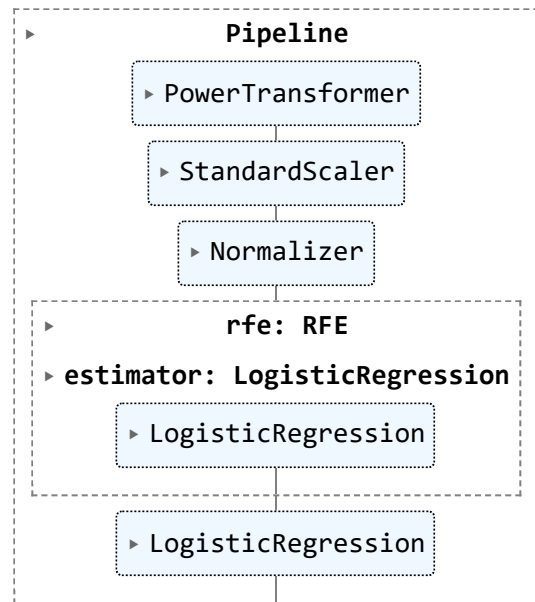 Pipeline
PowerTransformer
StandardScaler
Normalizer
rfe: RFE
estimator: LogisticRegression
LogisticRegression
LogisticRegression